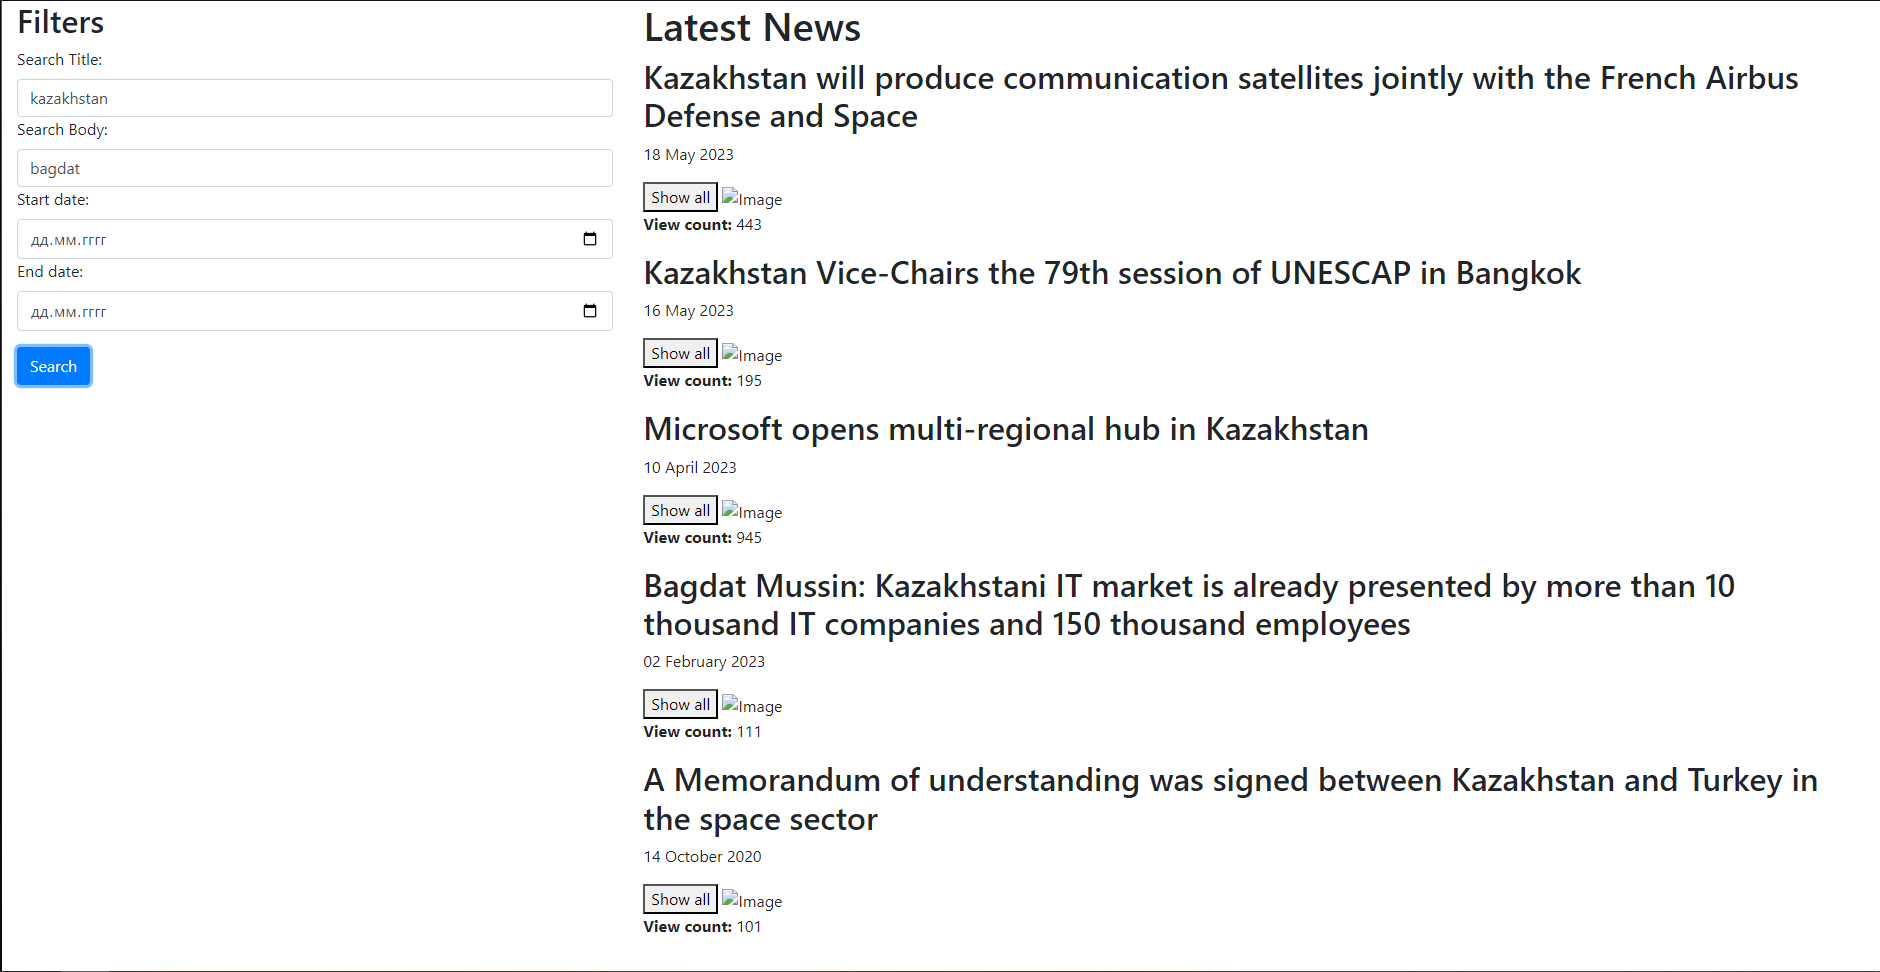 Filters
Search Title:
kazakhstan
Search Body:
bagdat
Start date:
дд.мм.гггг
End date:
дд.мм.гггг
Search
Latest News
Kazakhstan will produce communication satellites jointly with the French Airbus
Defense and Space
18 May 2023
Show all Image
View count: 443
Kazakhstan Vice-Chairs the 79th session of UNESCAP in Bangkok
16 May 2023
Show all Image
View count: 195
Microsoft opens multi-regional hub in Kazakhstan
10 April 2023
Show all Image
View count: 945
Bagdat Mussin: Kazakhstani IT market is already presented by more than 10
thousand IT companies and 150 thousand employees
02 February 2023
Show all Image
View count: 111
A Memorandum of understanding was signed between Kazakhstan and Turkey in
the space sector
14 October 2020
Show all Image
View count: 101